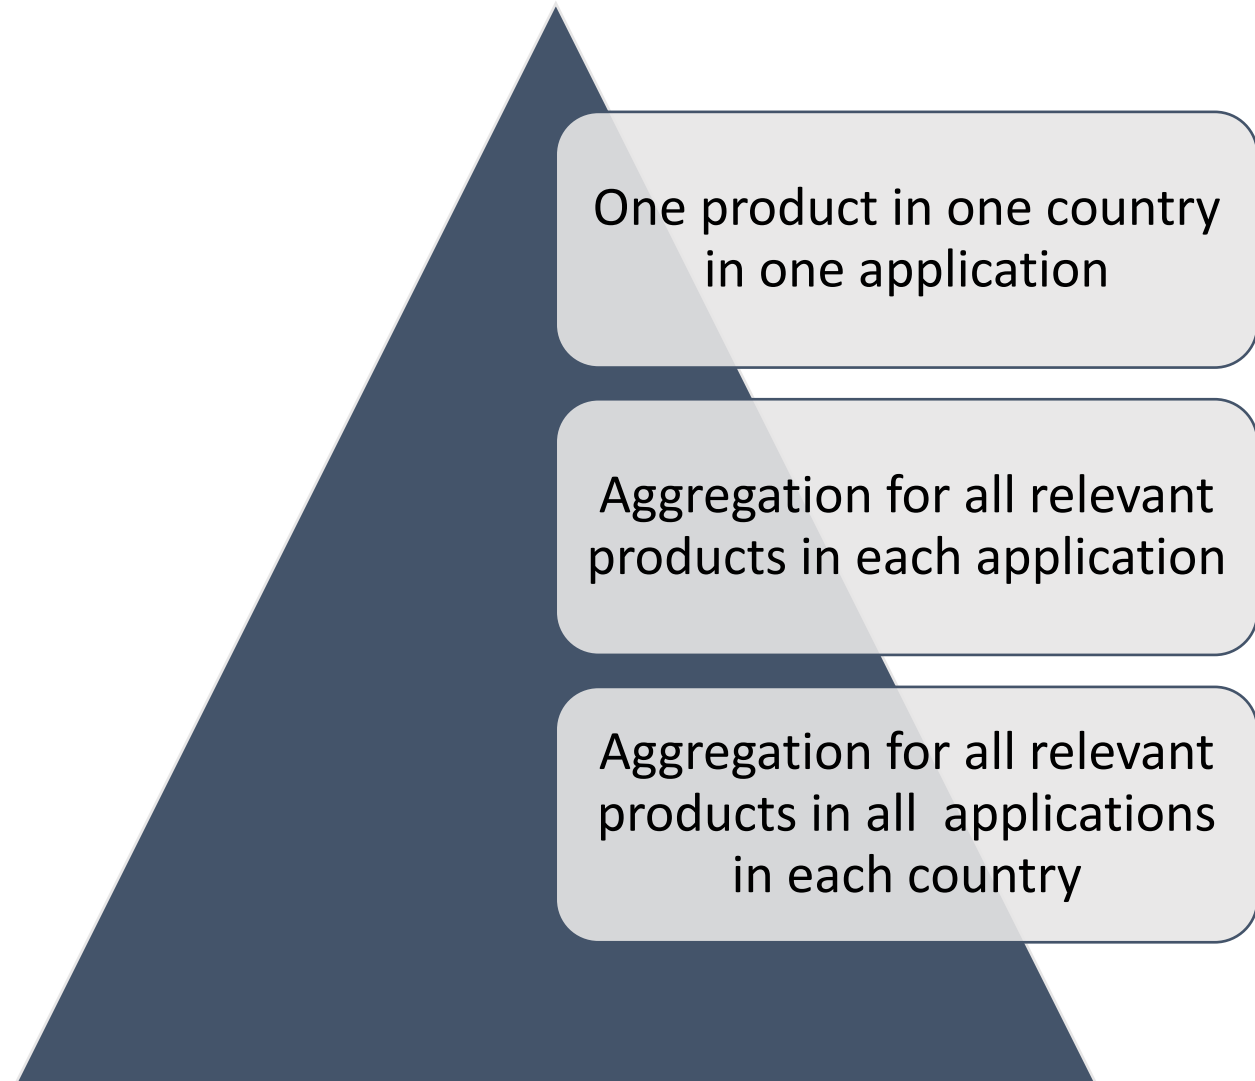 One product in one country
in one application
Aggregation for all relevant
products in each application
Aggregation for all relevant
products in all  applications
in each country